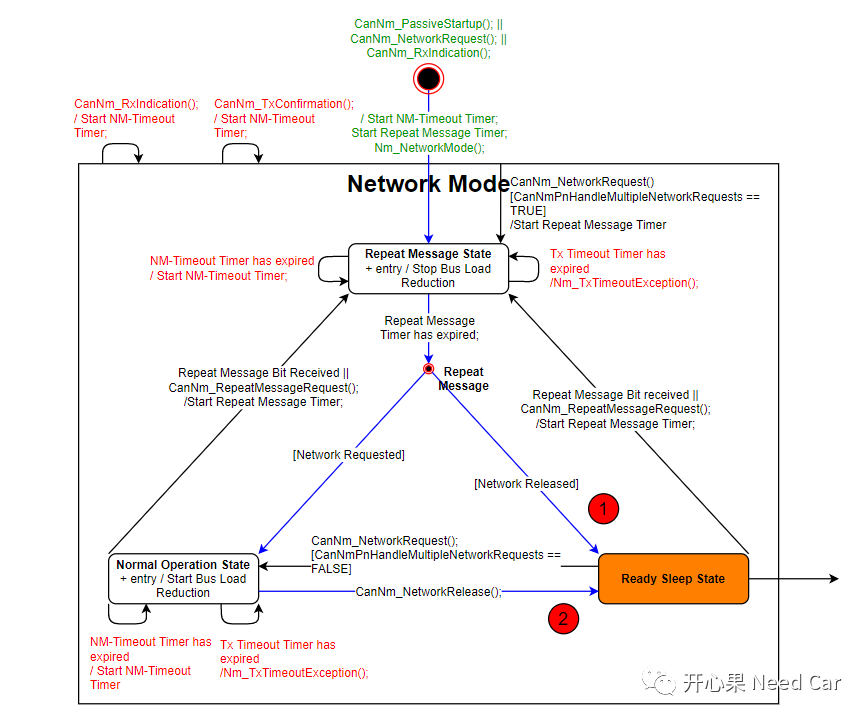 CanNm_PassiveStartup(); ||
CanNm_NetworkRequest(); ||
CanNm_RxIndication();
CanNm_RxIndication();
/ Start NM-Timeout
Timer;
CanNm_TxConfirmation();
/ Start NM-Timeout
Timer;
/ Start NM-Timeout Timer;
Start Repeat Message Timer;
Nm_NetworkMode();
Network Mode
CanNm_NetworkRequest()
[CanNmPnHandleMultipleNetworkRequests ==
TRUE]
/Start Repeat Message Timer
NM-Timeout Timer has expired
/ Start NM-Timeout Timer;
Repeat Message State
+ entry / Stop Bus Load
Reduction
Tx Timeout Timer has
expired
/Nm_TxTimeoutException();
Repeat Message
Timer has expired;
Repeat
Message
Repeat Message Bit Received ||
CanNm_RepeatMessageRequest();
/Start Repeat Message Timer;
Repeat Message Bit received ||
CanNm_RepeatMessageRequest();
/Start Repeat Message Timer;
[Network Requested]
[Network Released]
1
CanNm_NetworkRequest();
[CanNmPnHandleMultipleNetworkRequests ==
FALSE]
Normal Operation State
+ entry / Start Bus Load
Reduction
Ready Sleep State
CanNm_NetworkRelease();
2
NM-Timeout Timer has
expired
/ Start NM-Timeout
Timer
Tx Timeout Timer has
expired
/Nm_TxTimeoutException();
开心果 Need Car